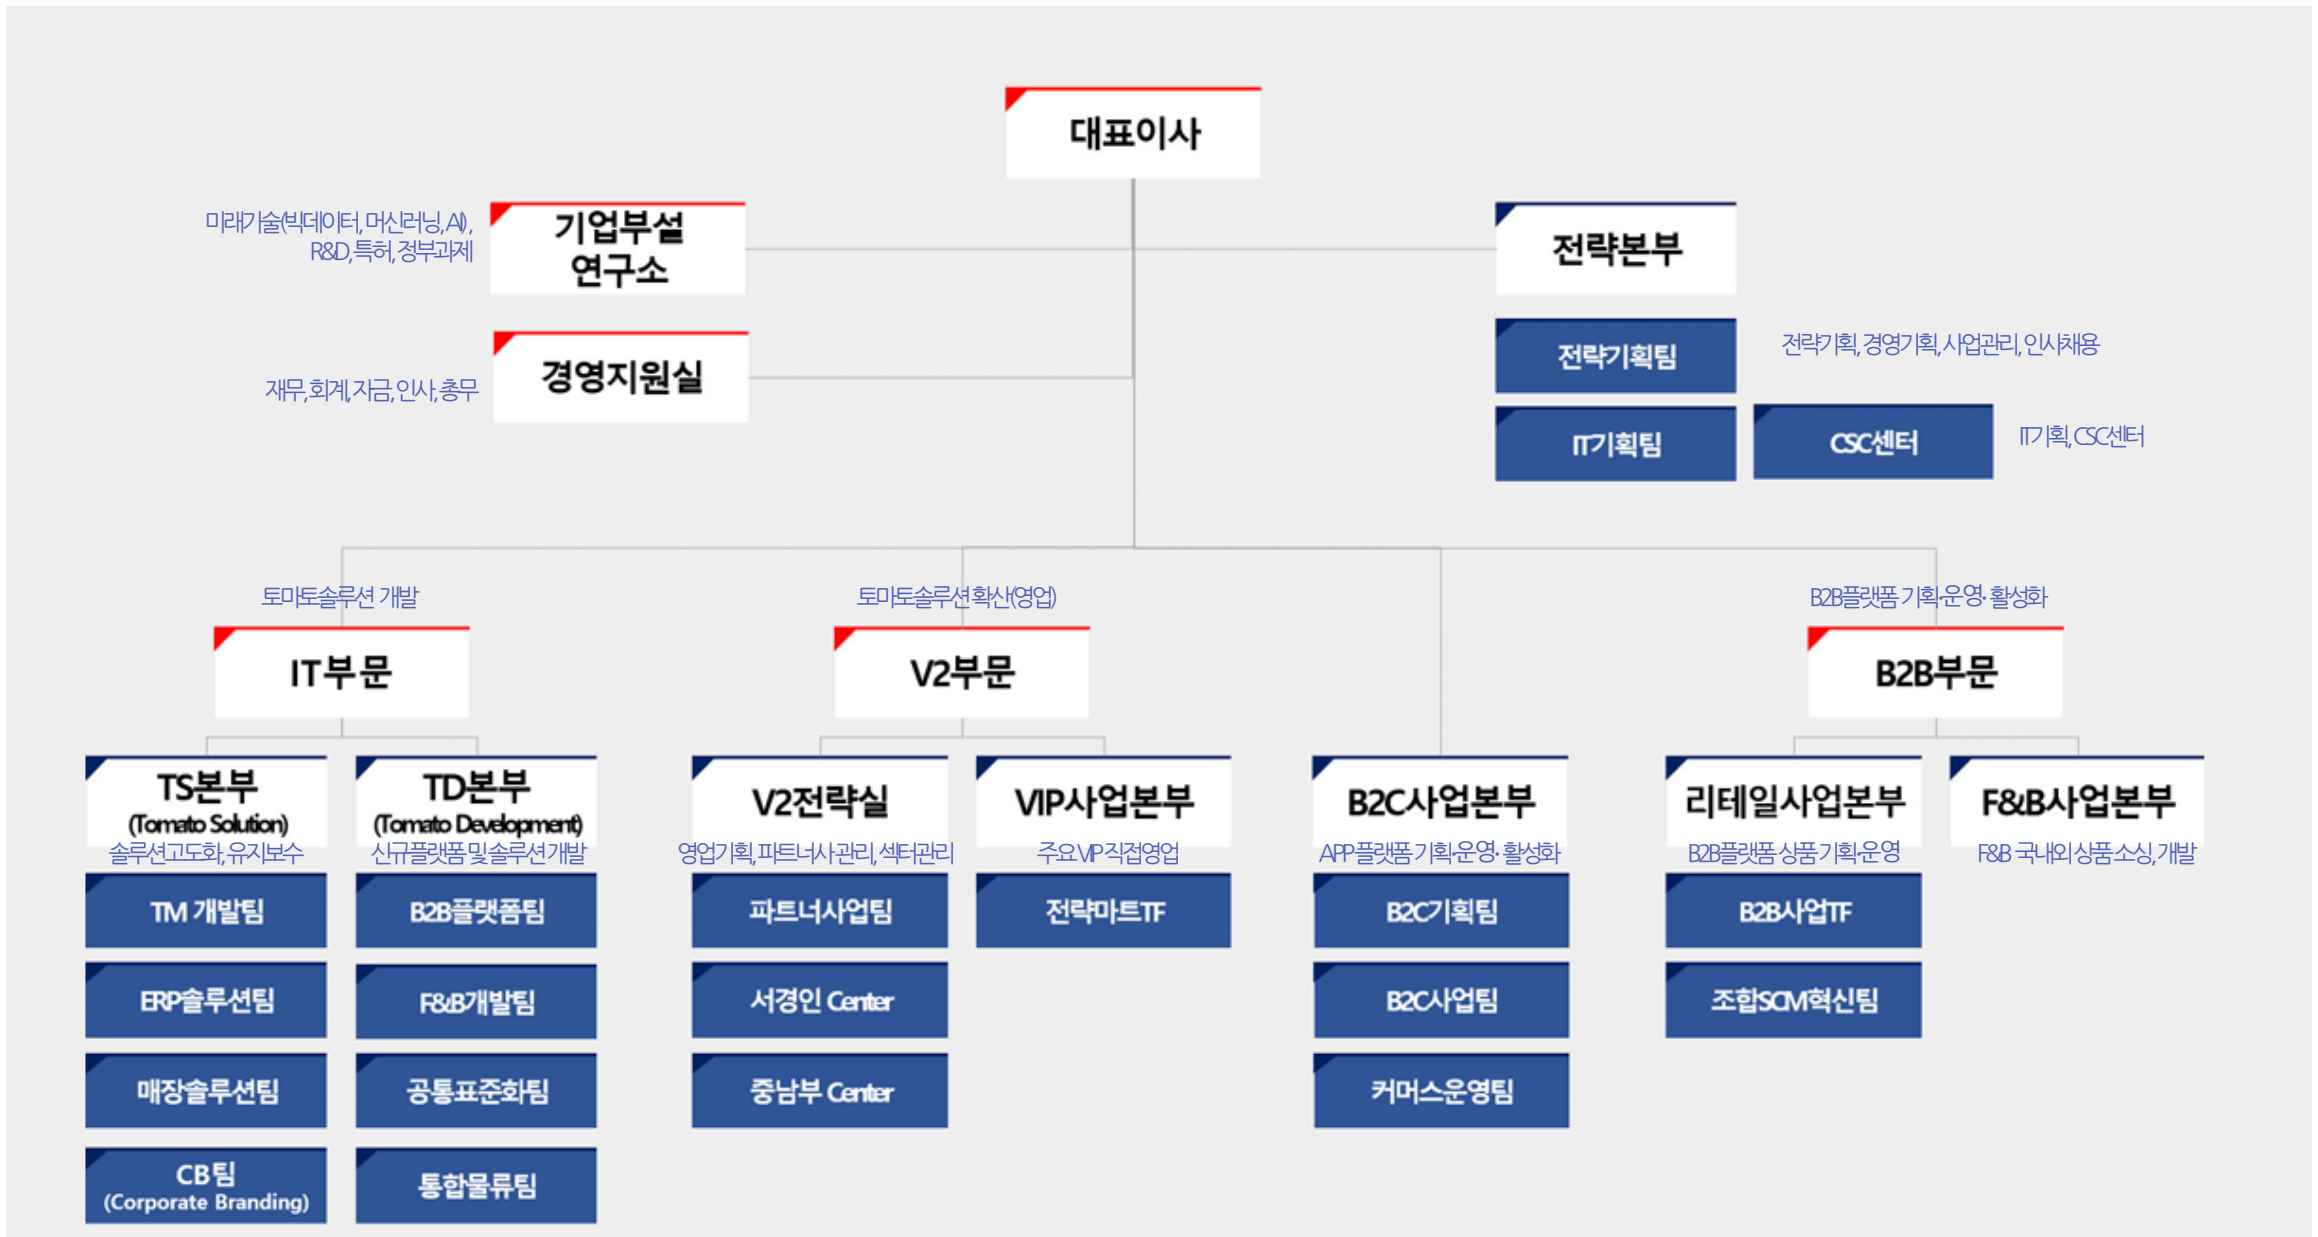 대표이사
미래기술(빅데이터, 머신러닝, AI),
R&D, 특허, 정부과제
기업부설
연구소
전략본부
재무, 회계, 자금, 인사, 총무
경영지원실
전략기획팀
전략기획, 경영기획, 사업관리, 인사채용
IT기획팀
CSC센터
IT기획, CSC센터
토마토솔루션 개발
토마토솔루션 확산(영업)
B2B플랫폼 기획·운영· 활성화
IT부문
V2부문
B2B부문
TS본부
(Tomato Solution)
솔루션고도화, 유지보수
TD본부
(Tomato Development)
신규플랫폼 및 솔루션 개발
V2전략실
영업기획, 파트너사 관리, 섹터관리
VIP사업본부
주요 VIP 직접영업
B2C사업본부
APP 플랫폼 기획·운영· 활성화
리테일사업본부
B2B플랫폼 상품 기획·운영
F&B사업본부
F&B 국내외 상품 소싱, 개발
TM 개발팀
B2B플랫폼팀
파트너사업팀
전략마트TF
B2C기획팀
B2B사업TF
ERP솔루션팀
F&B개발팀
서경인 Center
B2C사업팀
조합SCM혁신팀
매장솔루션팀
공통표준화팀
중남부 Center
커머스운영팀
CB팀
(Corporate Branding)
통합물류팀